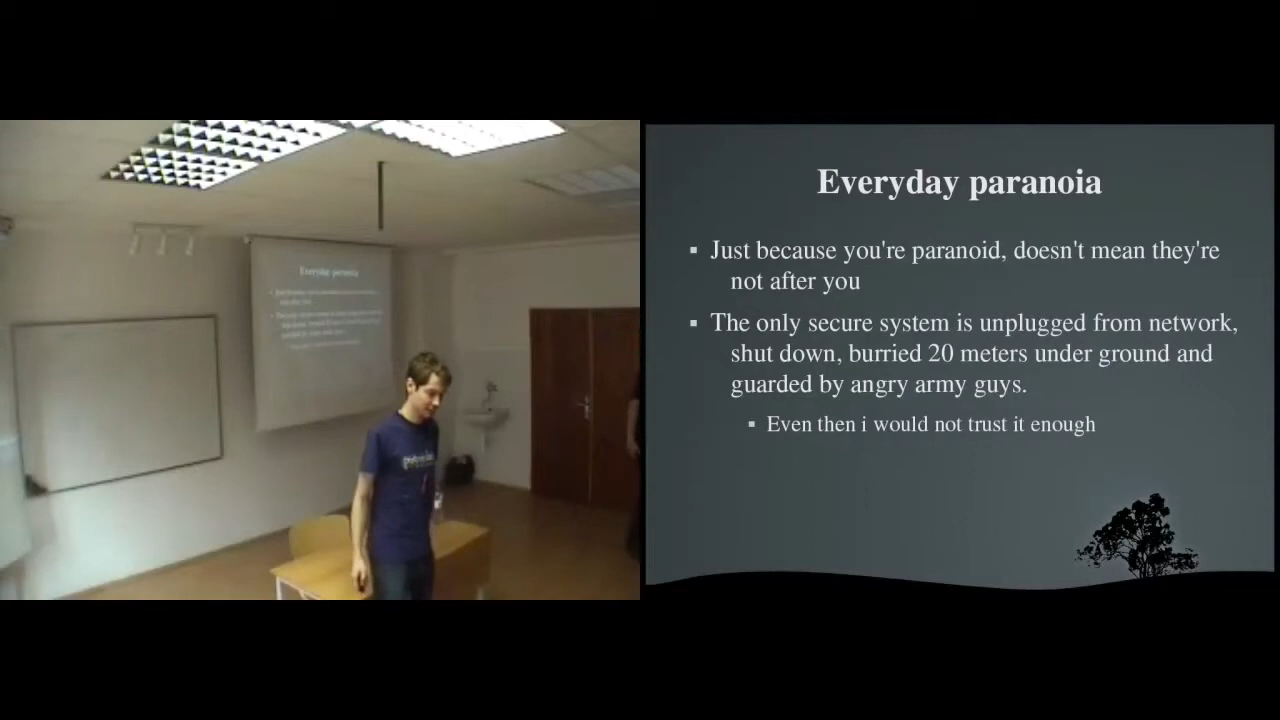 Everyday paranoia
Everyday paranoia
▪ Just because you're paranoid, doesn't mean they're
not after you
▪ The only secure system is unplugged from network,
shut down, burried 20 meters under ground and
guarded by angry army guys.
▪ Even then i would not trust it enough